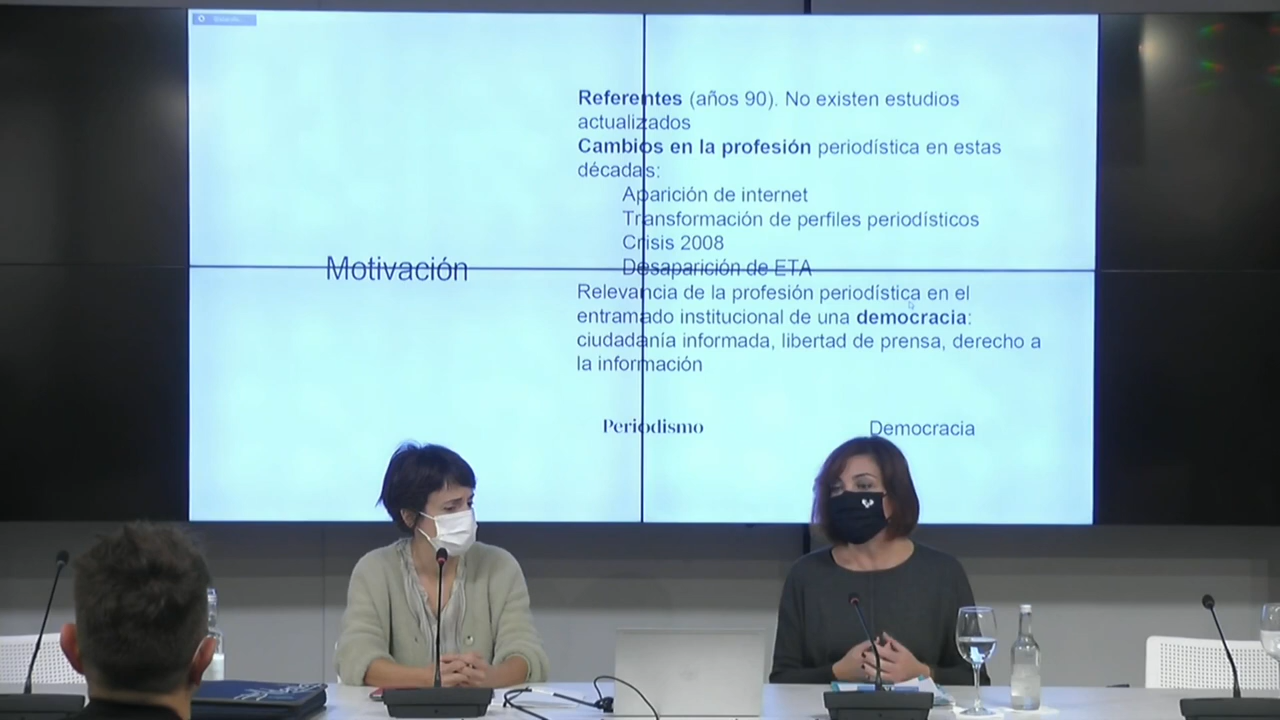 Motivación
Referentes (años 90). No existen estudios
actualizados
Cambios en la profesión periodística en estas
décadas:
Aparición de internet
Transformación de perfiles periodísticos
Crisis 2008
Desaparición de ETA
Relevancia de la profesión periodística en el
entramado institucional de una democracia:
ciudadanía informada, libertad de prensa, derecho a
la información
Periodismo
Democracia